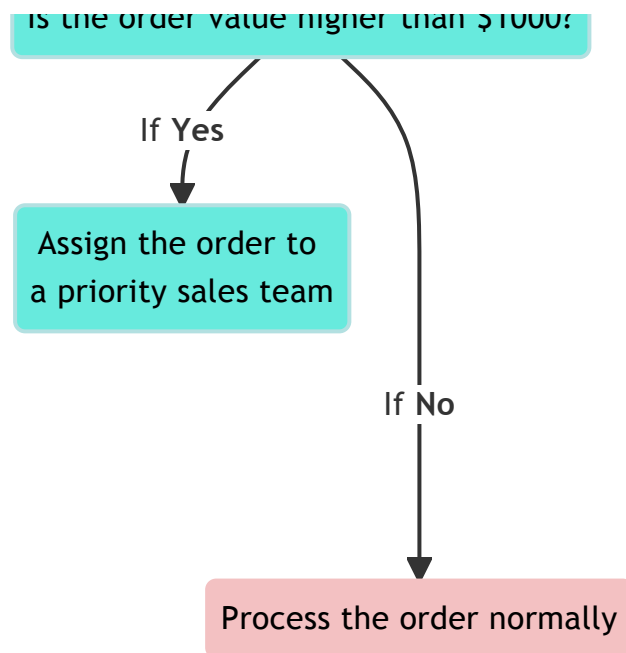 Is the order value higher than $1000?
If Yes
Assign the order to
a priority sales team
If No
Process the order normally